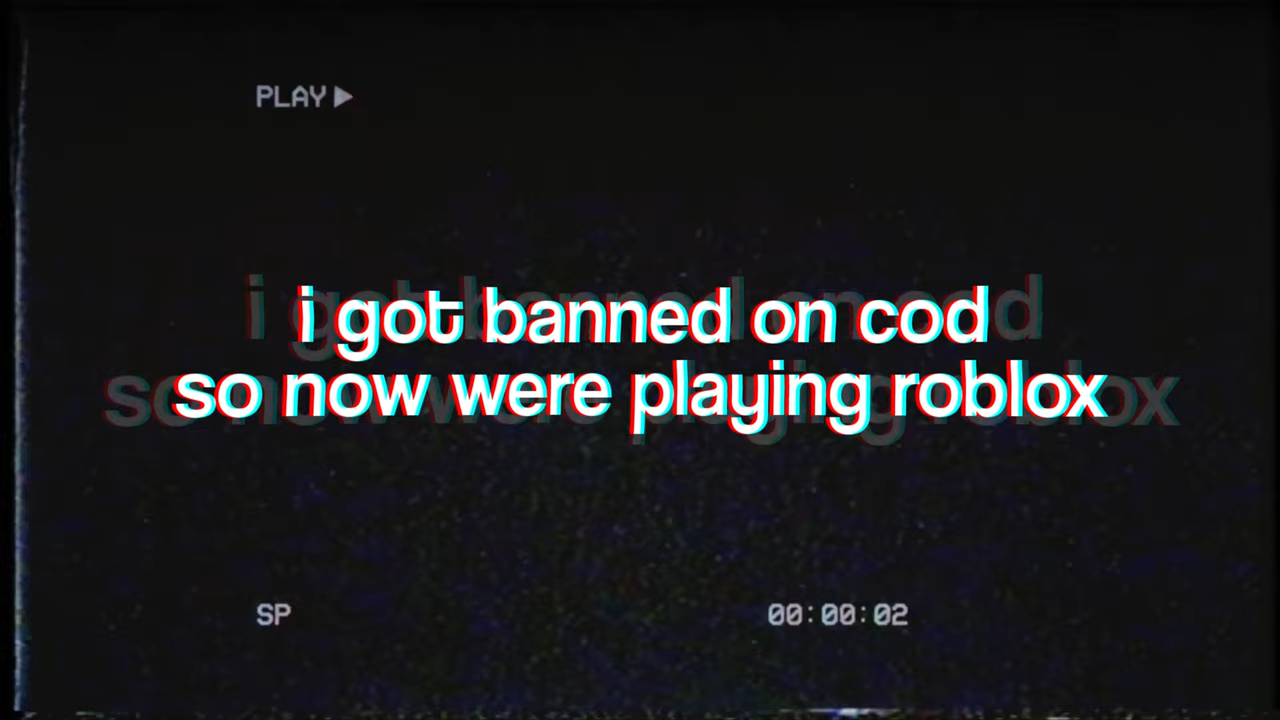 PLAY ▶
i got banned on cod
so now were playing roblox
SP
00:00:02